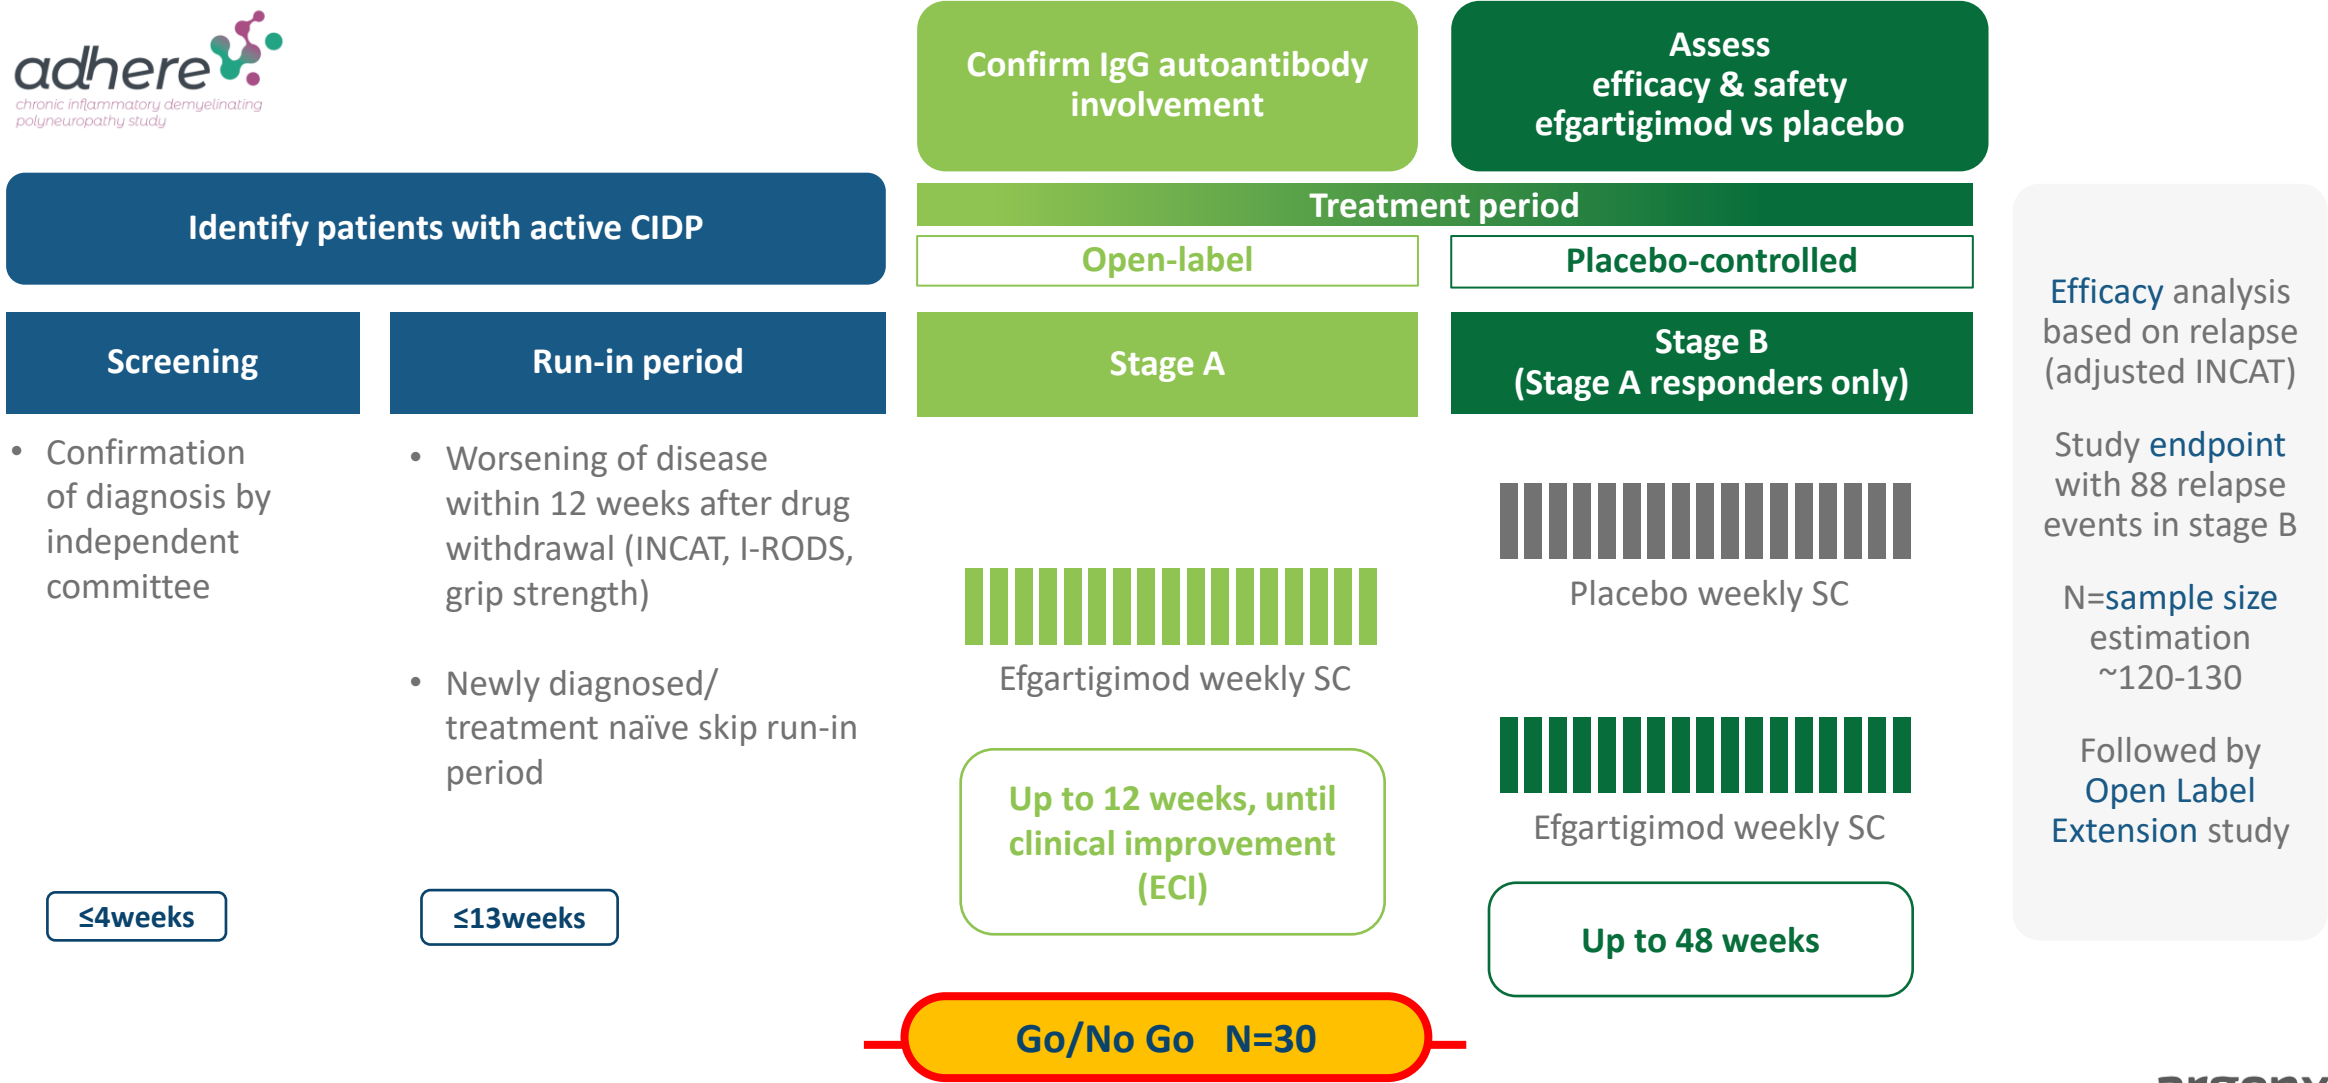 adhere
chronic inflammatory demyelinating
polyneuropathy study
Identify patients with active CIDP
Confirm IgG autoantibody
involvement
Assess
efficacy & safety
efgartigimod vs placebo
Treatment period
Open-label
Placebo-controlled
Screening
Run-in period
Stage A
Stage B
(Stage A responders only)
• Confirmation
of diagnosis by
independent
committee
≤4weeks
• Worsening of disease
within 12 weeks after drug
withdrawal (INCAT, I-RODS,
grip strength)
• Newly diagnosed/
treatment naïve skip run-in
period
≤13weeks
Efgartigimod weekly SC
Up to 12 weeks, until
clinical improvement
(ECI)
Placebo weekly SC
Efgartigimod weekly SC
Up to 48 weeks
Go/No Go N=30
Efficacy analysis
based on relapse
(adjusted INCAT)
Study endpoint
with 88 relapse
events in stage B
N=sample size
estimation
~120-130
Followed by
Open Label
Extension study